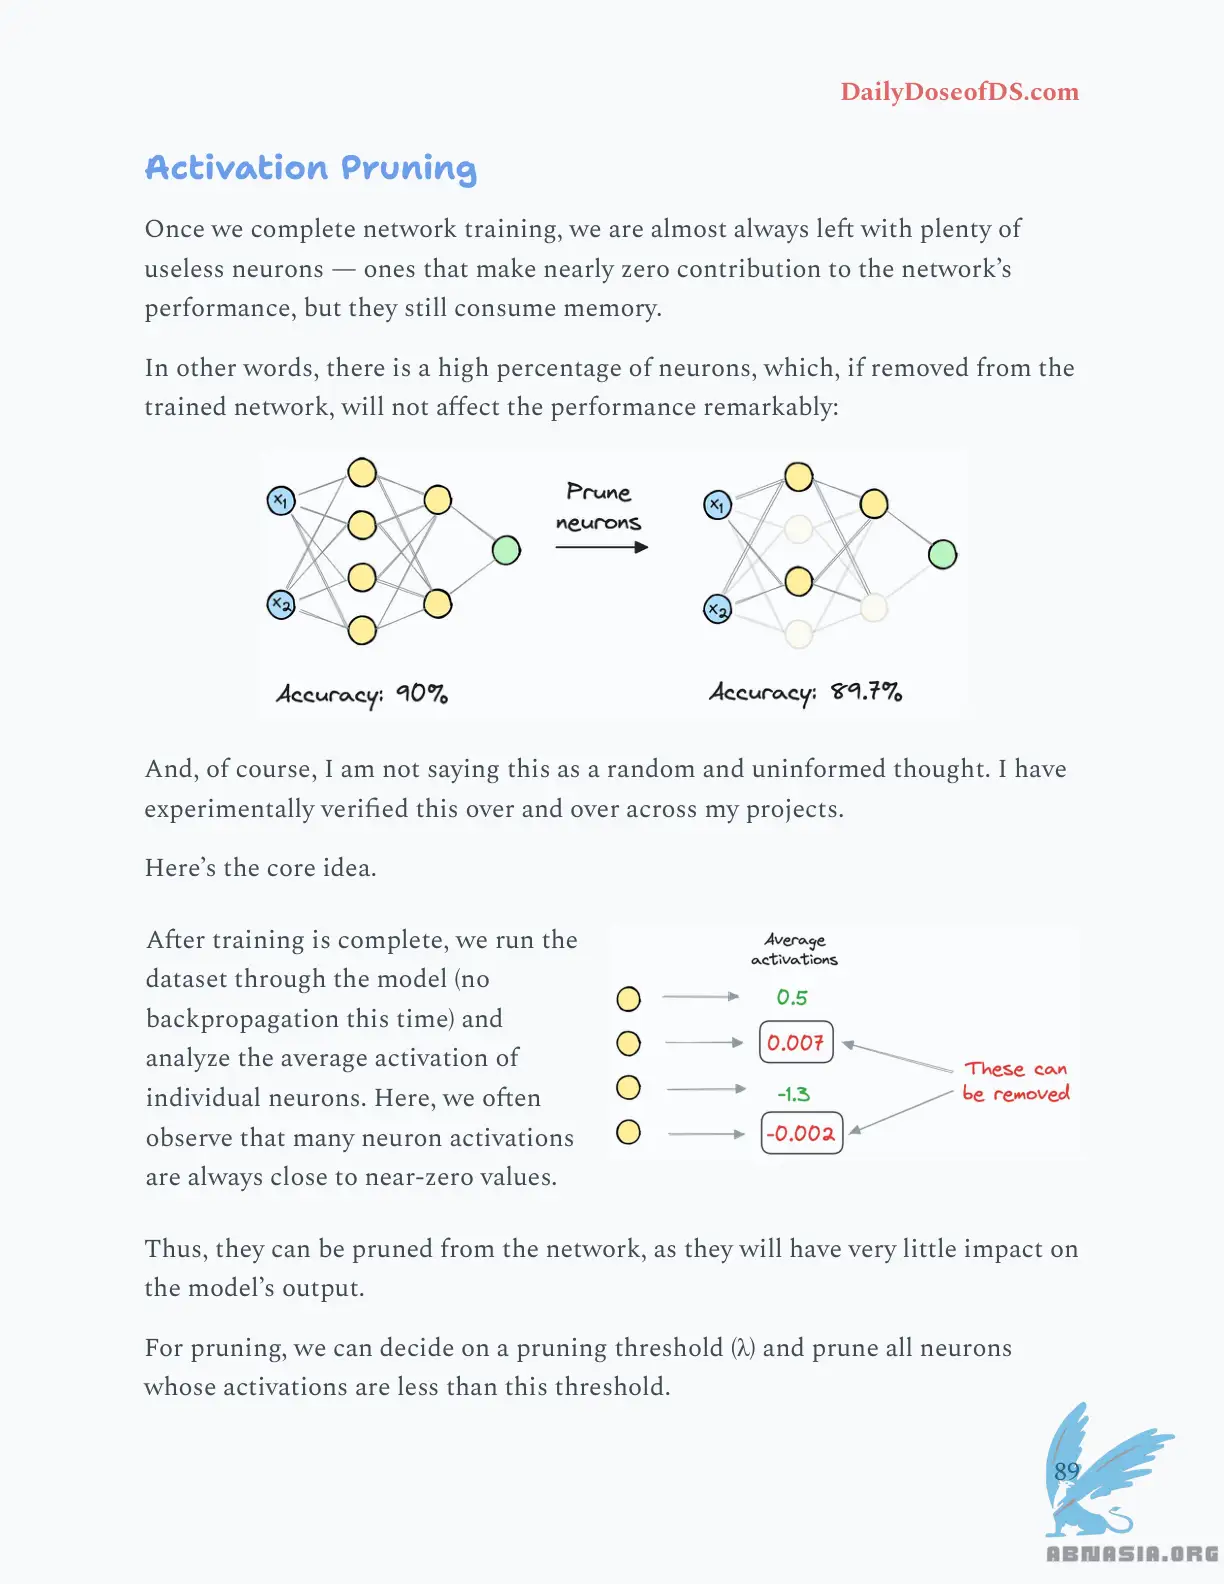 DailyDoseofDS.com
Activation Pruning
Once we complete network training, we are almost always left with plenty of
useless neurons — ones that make nearly zero contribution to the network’s
performance, but they still consume memory.
In other words, there is a high percentage of neurons, which, if removed from the
trained network, will not affect the performance remarkably:
x1
x2
Accuracy: 90%
Prune
neurons
x1
x2
Accuracy: 89.7%
And, of course, I am not saying this as a random and uninformed thought. I have
experimentally verified this over and over across my projects.
Here’s the core idea.
After training is complete, we run the
dataset through the model (no
backpropagation this time) and
analyze the average activation of
individual neurons. Here, we often
observe that many neuron activations
are always close to near-zero values.
Average
activations
0.5
0.007
-1.3
-0.002
These can
be removed
Thus, they can be pruned from the network, as they will have very little impact on
the model’s output.
For pruning, we can decide on a pruning threshold (λ) and prune all neurons
whose activations are less than this threshold.
89
ABNASIA.ORG